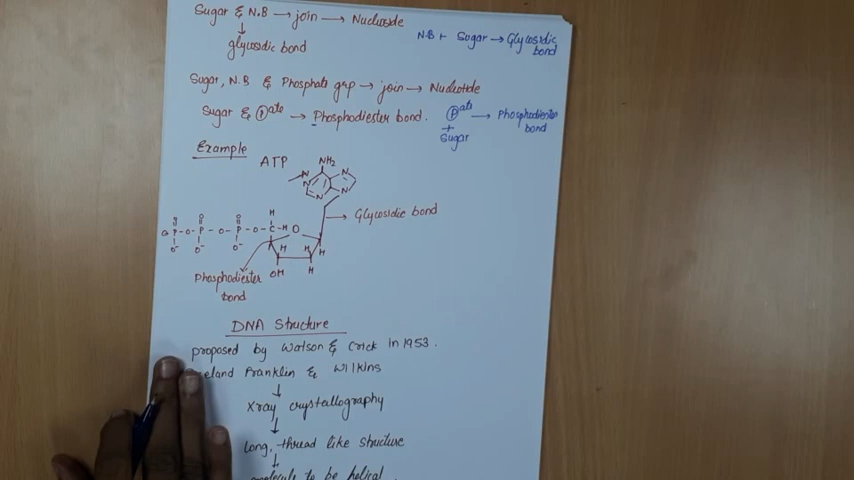 Sugar & N.B → join → Nucleoside
↓
glycosidic bond
N.B + Sugar → Glycosidic
bond
Sugar, N.B & Phosphate grp → join → Nucleotide
Sugar & Ⓟate → Phosphodiester bond.
Ⓟate → Phosphodiester
bond
+
Sugar
Example
ATP
NH2
N
N
N
N
Glycosidic bond
H
O O O
O P - O - P - O - P - O - C - H O
O- O- O-
H H H
OH H
Phosphodiester
bond
DNA Structure
proposed by Watson & Crick in 1953.
Franklin & Wilkins
↓
Xray crystallography
↓
long, thread like structure
↓
molecule to be helical.